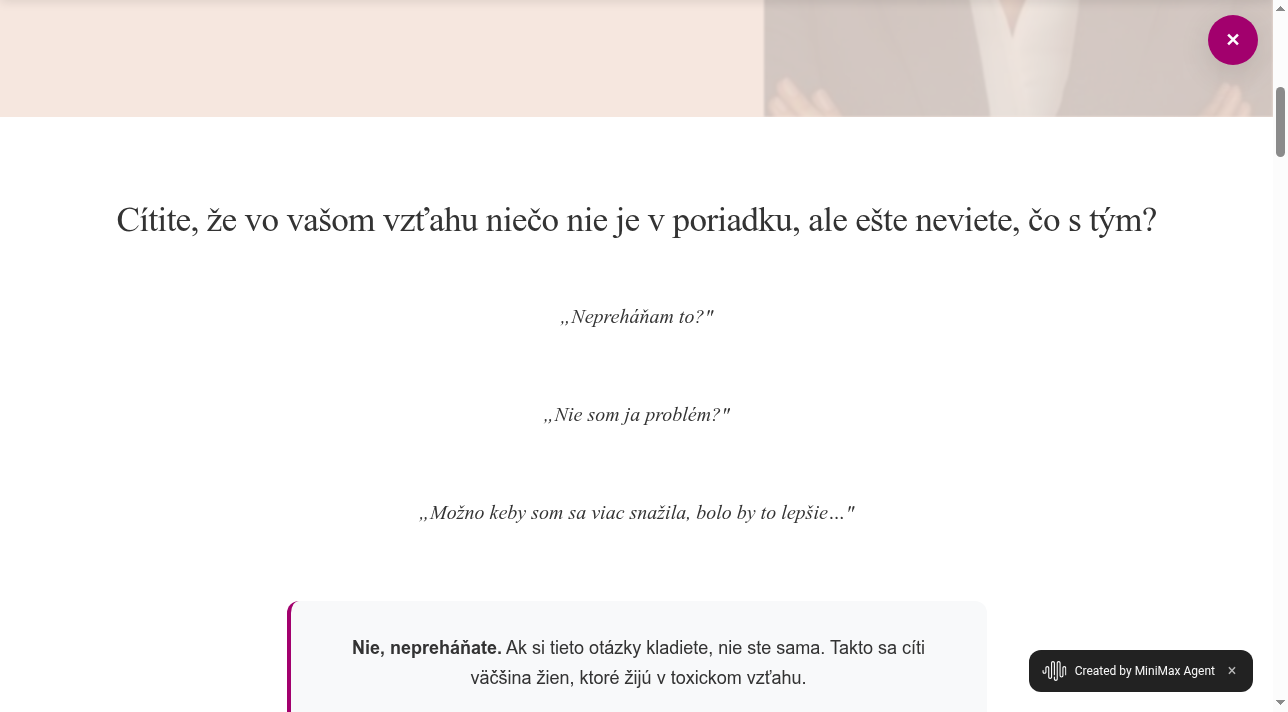 Cítite, že vo vašom vzťahu niečo nie je v poriadku, ale ešte neviete, čo s tým?
„Nepreháňam to?"
„Nie som ja problém?"
„Možno keby som sa viac snažila, bolo by to lepšie..."
Nie, nepreháňate. Ak si tieto otázky kladiete, nie ste sama. Takto sa cíti
väčšina žien, ktoré žijú v toxickom vzťahu.
Created by MiniMax Agent ×